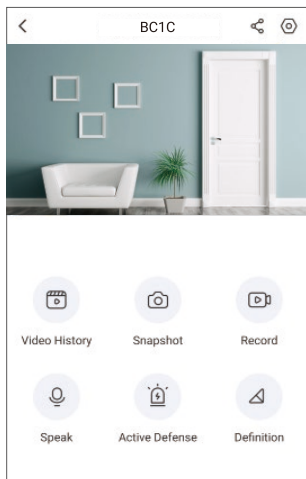 BC1C
Video History Snapshot Record
Speak Active Defense Definition